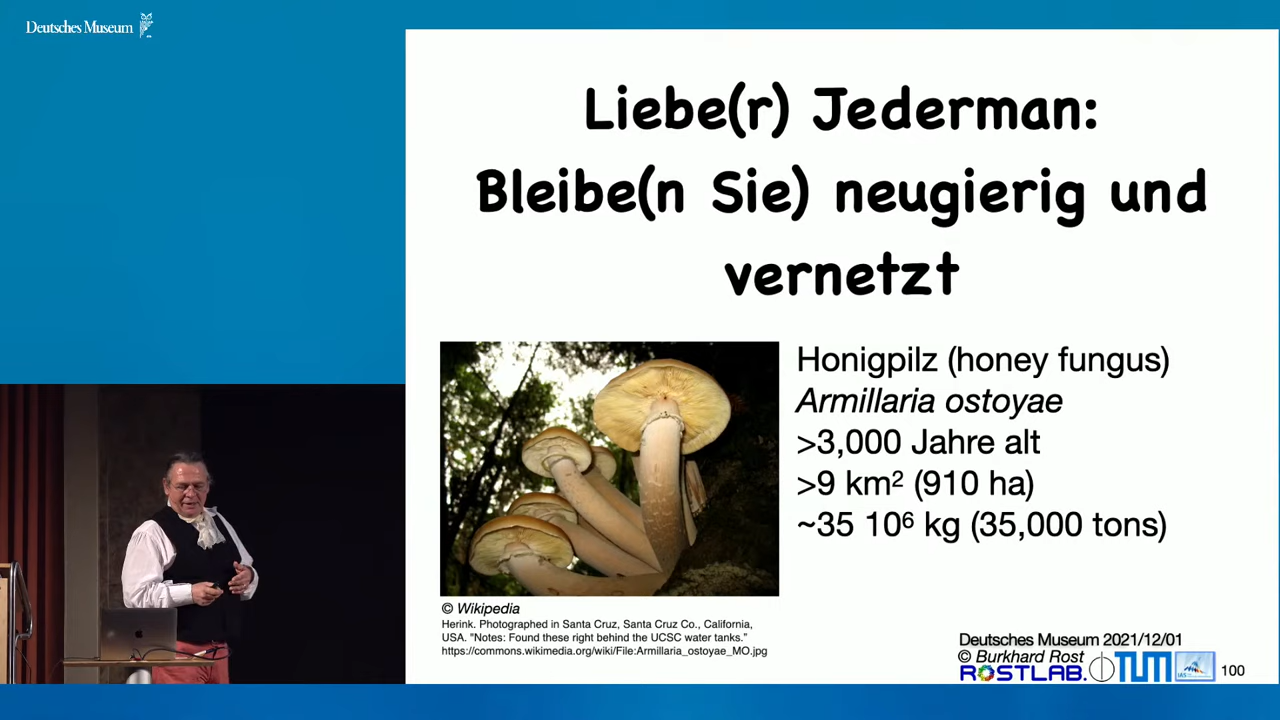 Deutsches Museum
Liebe(r) Jederman:
Bleibe(n Sie) neugierig und
vernetzt
Honigpilz (honey fungus)
Armillaria ostoyae
>3,000 Jahre alt
>9 km² (910 ha)
~35 10⁶ kg (35,000 tons)
© Wikipedia
Herink. Photographed in Santa Cruz, Santa Cruz Co., California,
USA. "Notes: Found these right behind the UCSC water tanks."
https://commons.wikimedia.org/wiki/File:Armillaria_ostoyae_MO.jpg
Deutsches Museum 2021/12/01
© Burkhard Rost
ROSTLAB. TUM IAS 100